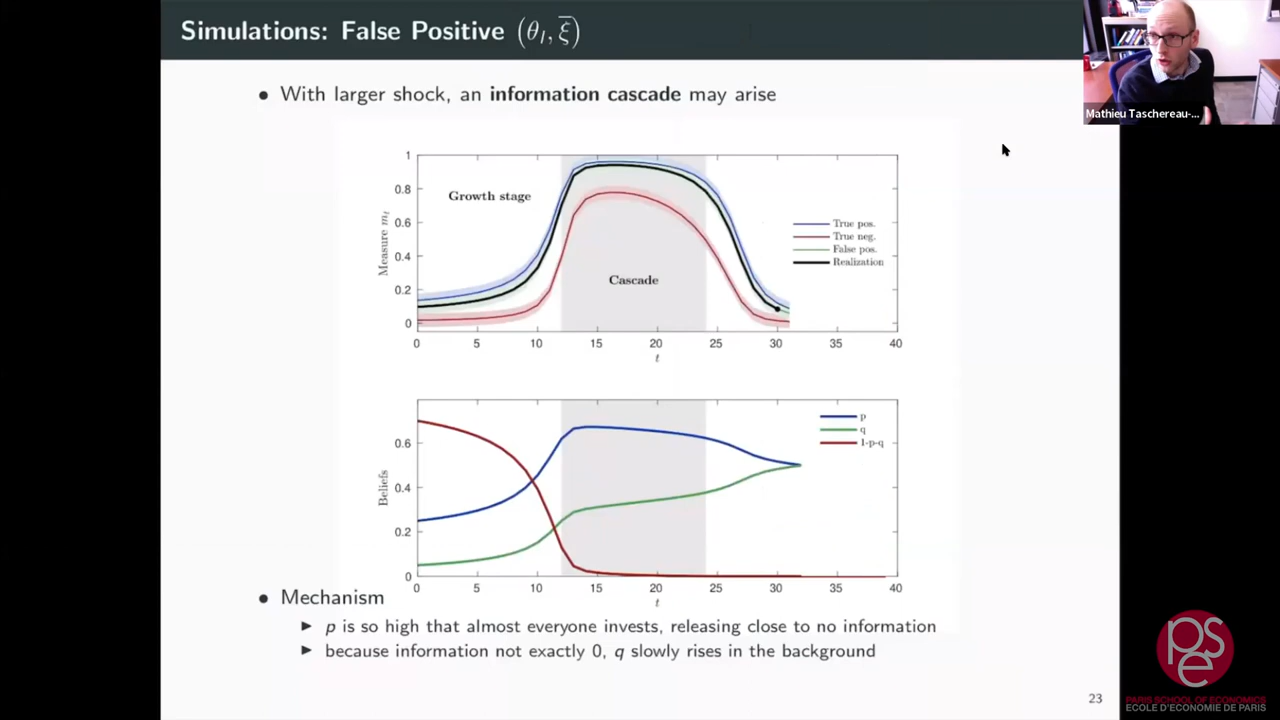 Simulations: False Positive (θl, ξ̅)
• With larger shock, an information cascade may arise
Mathieu Taschereau-...
1
0.8
0.6
0.4
0.2
0
Measure mt
Growth stage
Cascade
True pos.
True neg.
False pos.
Realization
0 5 10 15 20 25 30 35 40
t
0.6
0.4
0.2
0
Beliefs
p
q
1-p-q
0 5 10 15 20 25 30 35 40
t
• Mechanism
▶ p is so high that almost everyone invests, releasing close to no information
▶ because information not exactly 0, q slowly rises in the background
23
pse
PARIS SCHOOL OF ECONOMICS
ECOLE D'ECONOMIE DE PARIS